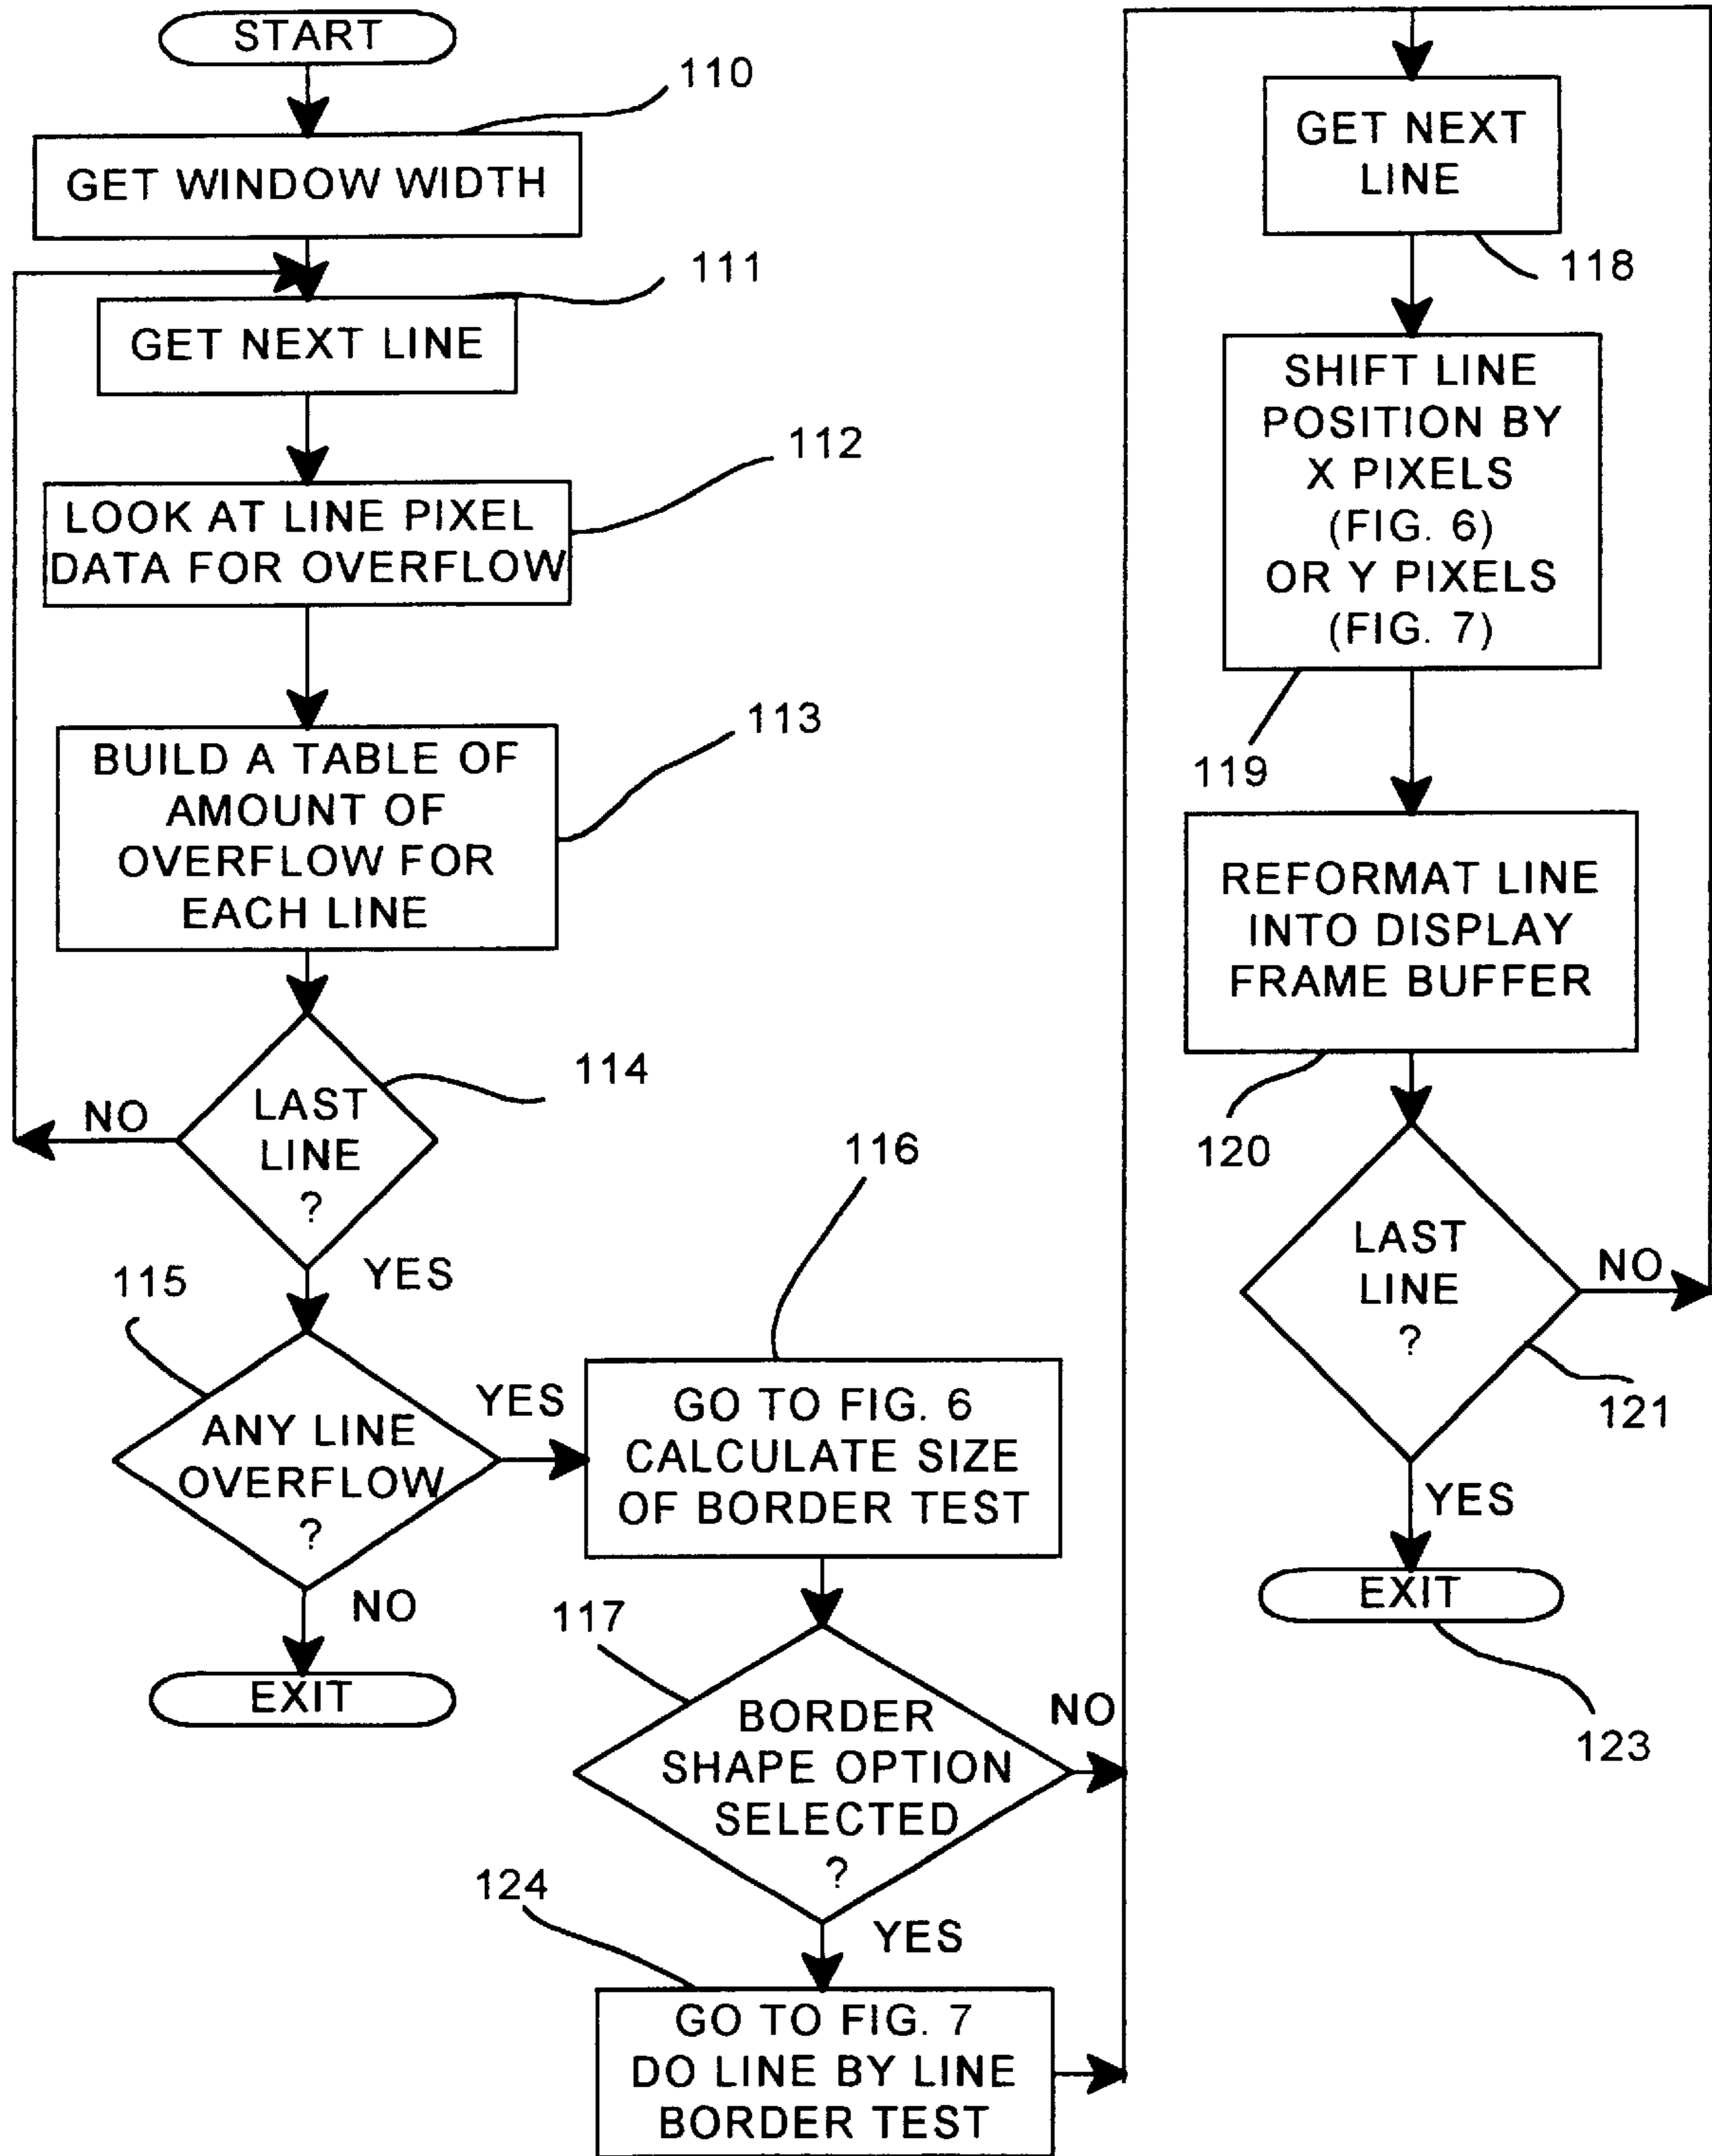 START
110
GET WINDOW WIDTH
111
GET NEXT LINE
112
LOOK AT LINE PIXEL
DATA FOR OVERFLOW
113
BUILD A TABLE OF
AMOUNT OF
OVERFLOW FOR
EACH LINE
114
LAST
LINE
?
NO
YES
115
ANY LINE
OVERFLOW
?
YES
NO
EXIT
116
GO TO FIG. 6
CALCULATE SIZE
OF BORDER TEST
117
BORDER
SHAPE OPTION
SELECTED
?
NO
YES
124
GO TO FIG. 7
DO LINE BY LINE
BORDER TEST
GET NEXT
LINE
118
SHIFT LINE
POSITION BY
X PIXELS
(FIG. 6)
OR Y PIXELS
(FIG. 7)
119
REFORMAT LINE
INTO DISPLAY
FRAME BUFFER
120
LAST
LINE
?
NO
121
YES
EXIT
123